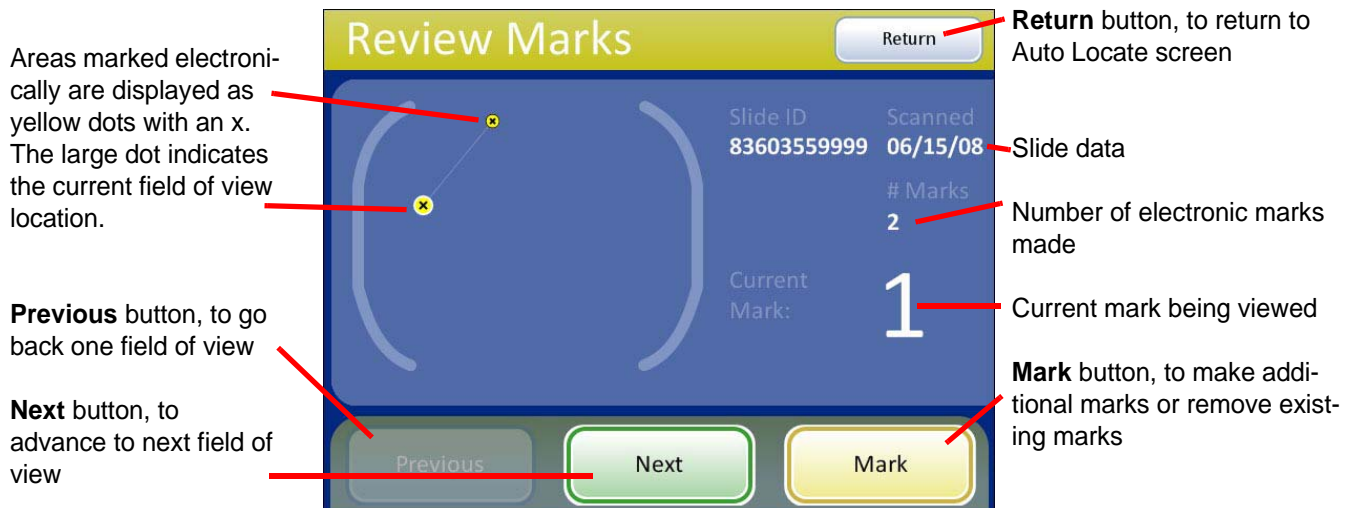 Areas marked electroni-
cally are displayed as
yellow dots with an x.
The large dot indicates
the current field of view
location.
Previous button, to go
back one field of view
Next button, to
advance to next field of
view
Review Marks
Return
Slide ID
Scanned
83603559999
06/15/08
# Marks
2
Current
Mark:
1
Previous
Next
Mark
Return button, to return to
Auto Locate screen
Slide data
Number of electronic marks
made
Current mark being viewed
Mark button, to make addi-
tional marks or remove exist-
ing marks